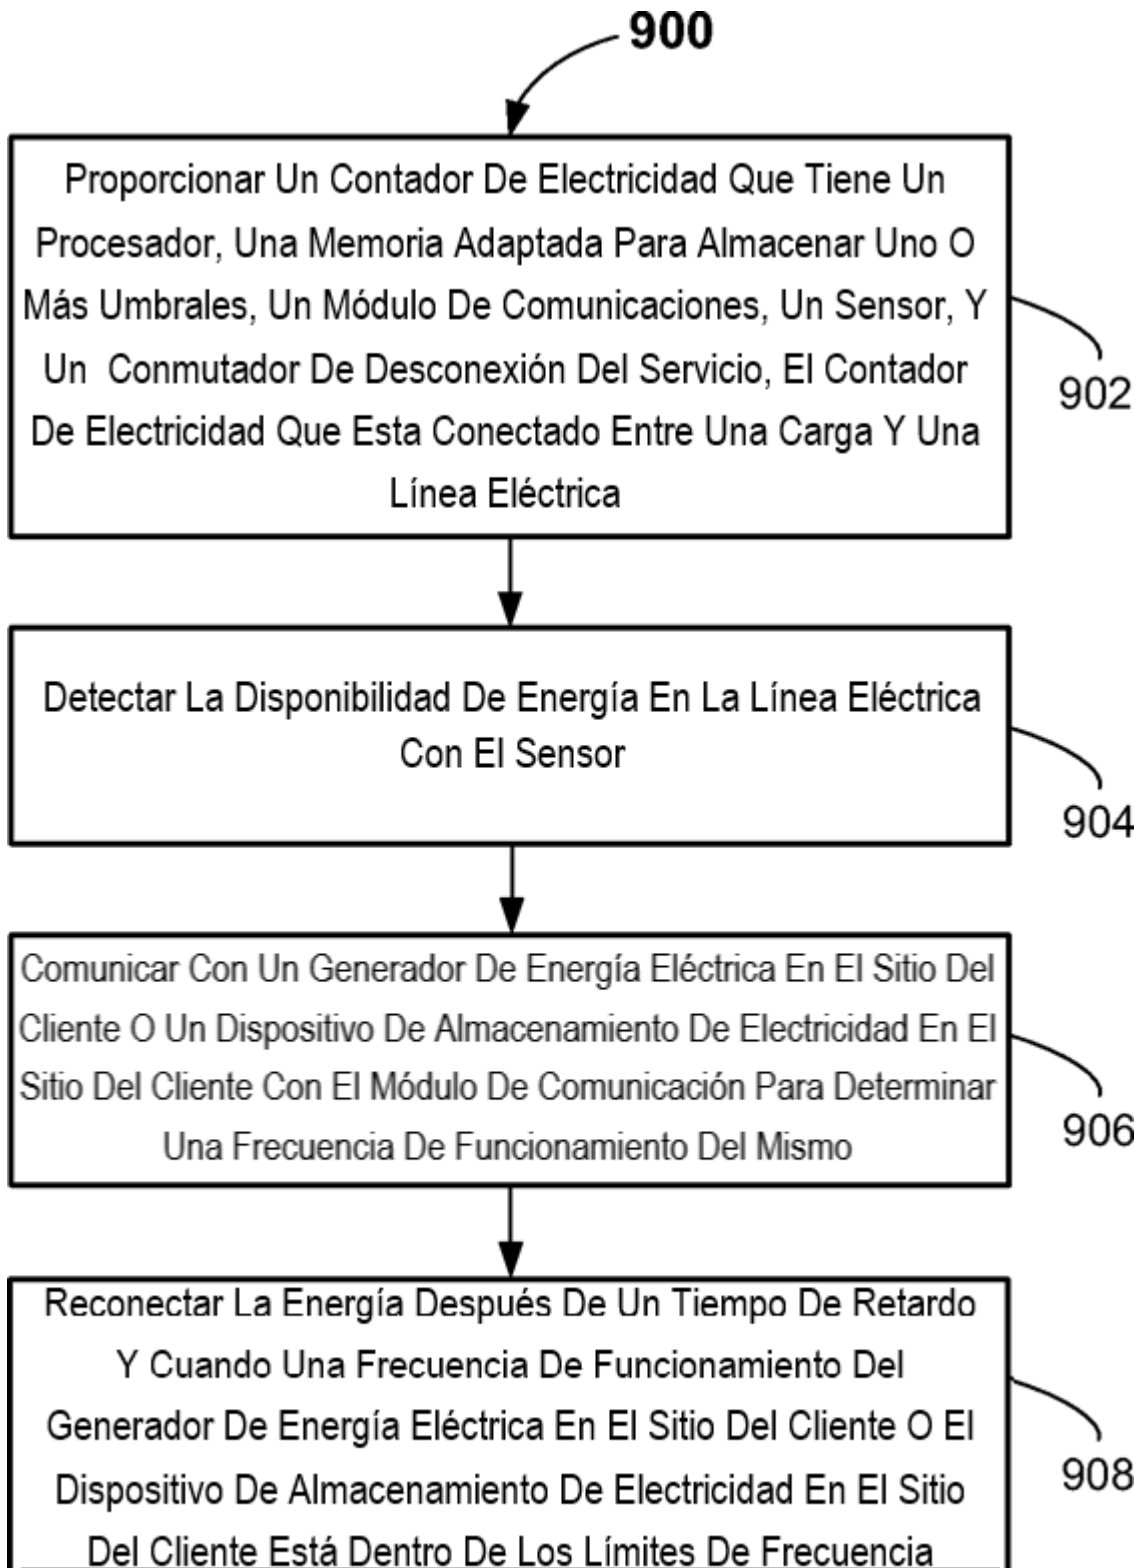 900
Proporcionar Un Contador De Electricidad Que Tiene Un
Procesador, Una Memoria Adaptada Para Almacenar Uno O
Más Umbrales, Un Módulo De Comunicaciones, Un Sensor, Y
Un Conmutador De Desconexión Del Servicio, El Contador
De Electricidad Que Esta Conectado Entre Una Carga Y Una
Línea Eléctrica
902
Detectar La Disponibilidad De Energía En La Línea Eléctrica
Con El Sensor
904
Comunicar Con Un Generador De Energía Eléctrica En El Sitio Del
Cliente O Un Dispositivo De Almacenamiento De Electricidad En El
Sitio Del Cliente Con El Módulo De Comunicación Para Determinar
Una Frecuencia De Funcionamiento Del Mismo
906
Reconectar La Energía Después De Un Tiempo De Retardo
Y Cuando Una Frecuencia De Funcionamiento Del
Generador De Energía Eléctrica En El Sitio Del Cliente O El
Dispositivo De Almacenamiento De Electricidad En El Sitio
Del Cliente Está Dentro De Los Límites De Frecuencia
908